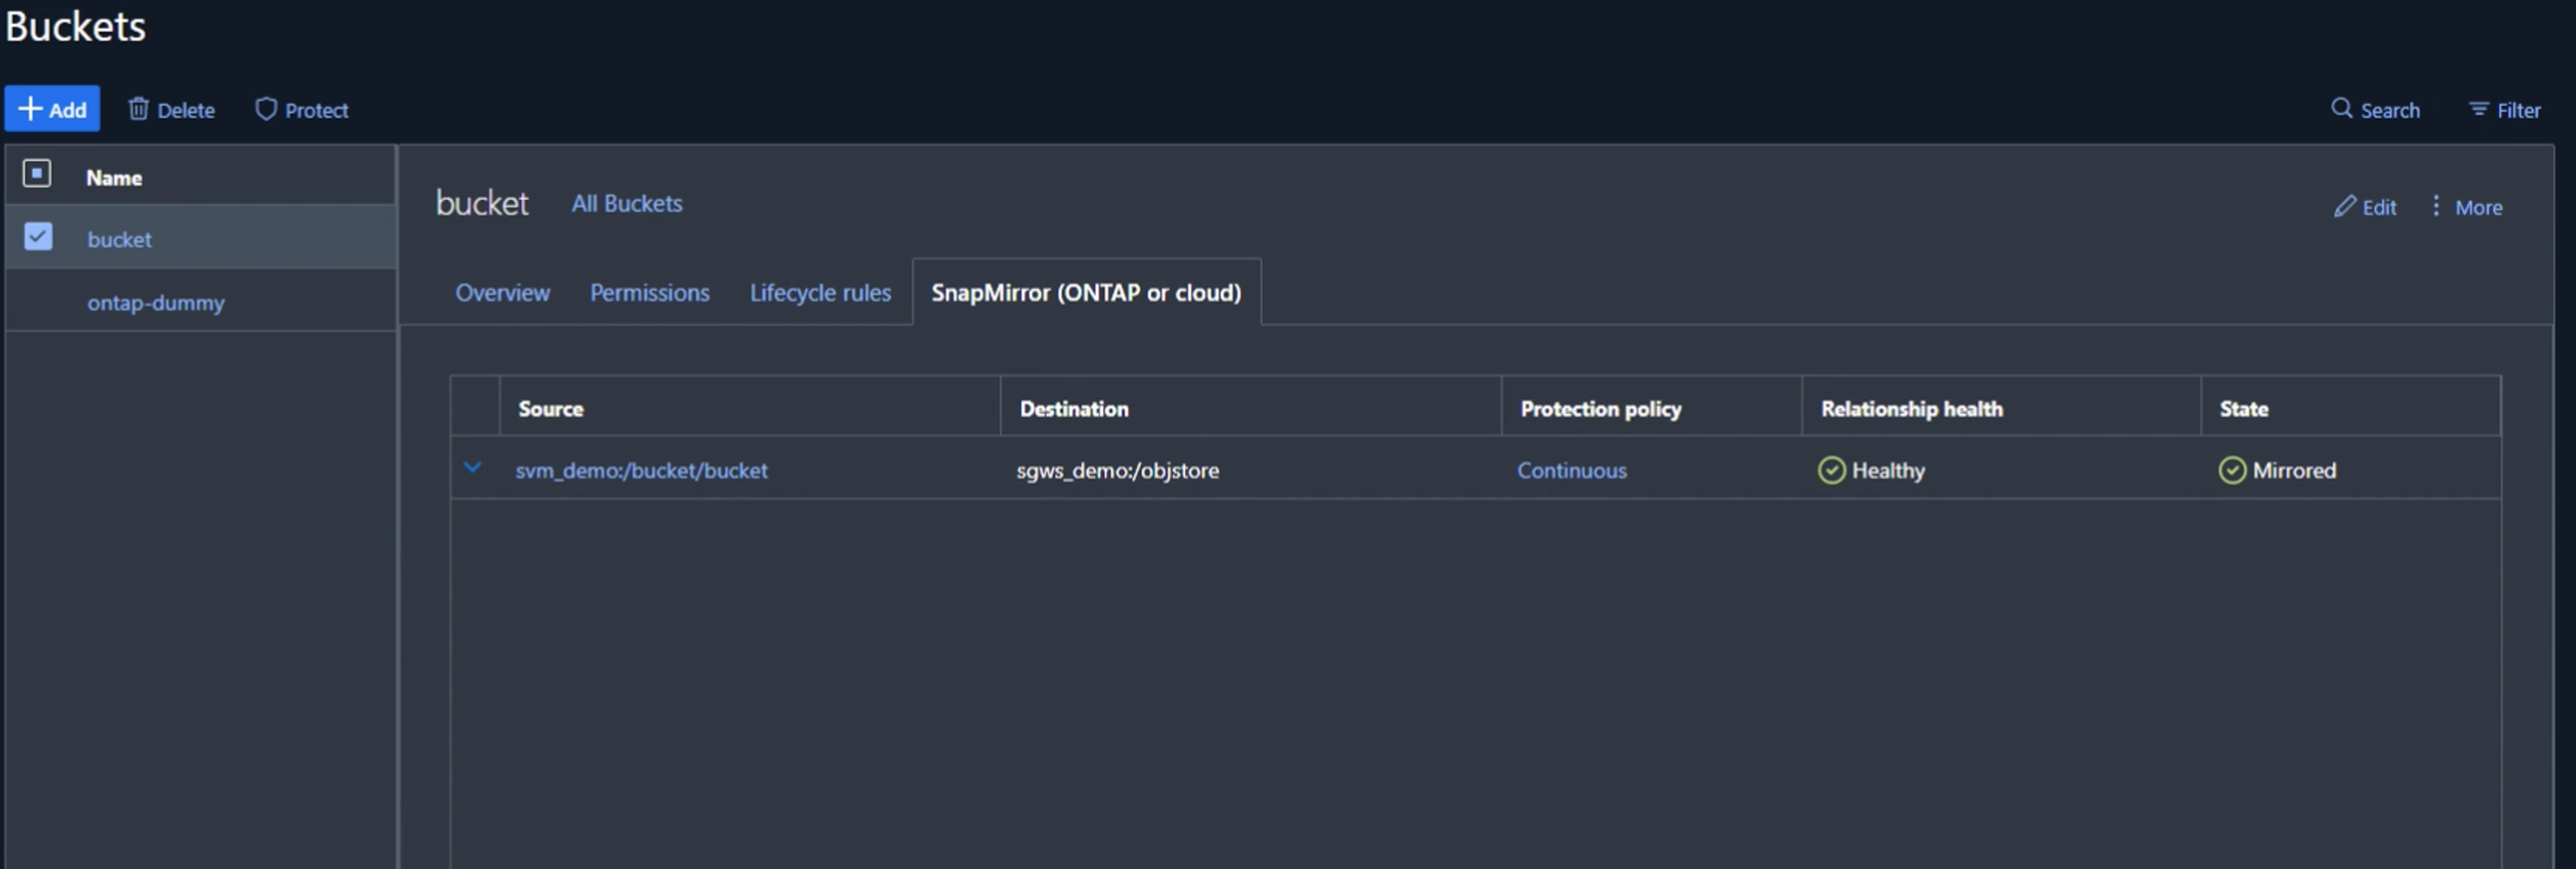 Buckets
Add Delete Protect Search Filter
Name
bucket
ontap-dummy
bucket All Buckets Edit More
Overview Permissions Lifecycle rules SnapMirror (ONTAP or cloud)
Source Destination Protection policy Relationship health State
svm_demo:/bucket/bucket sgws_demo:/objstore Continuous Healthy Mirrored